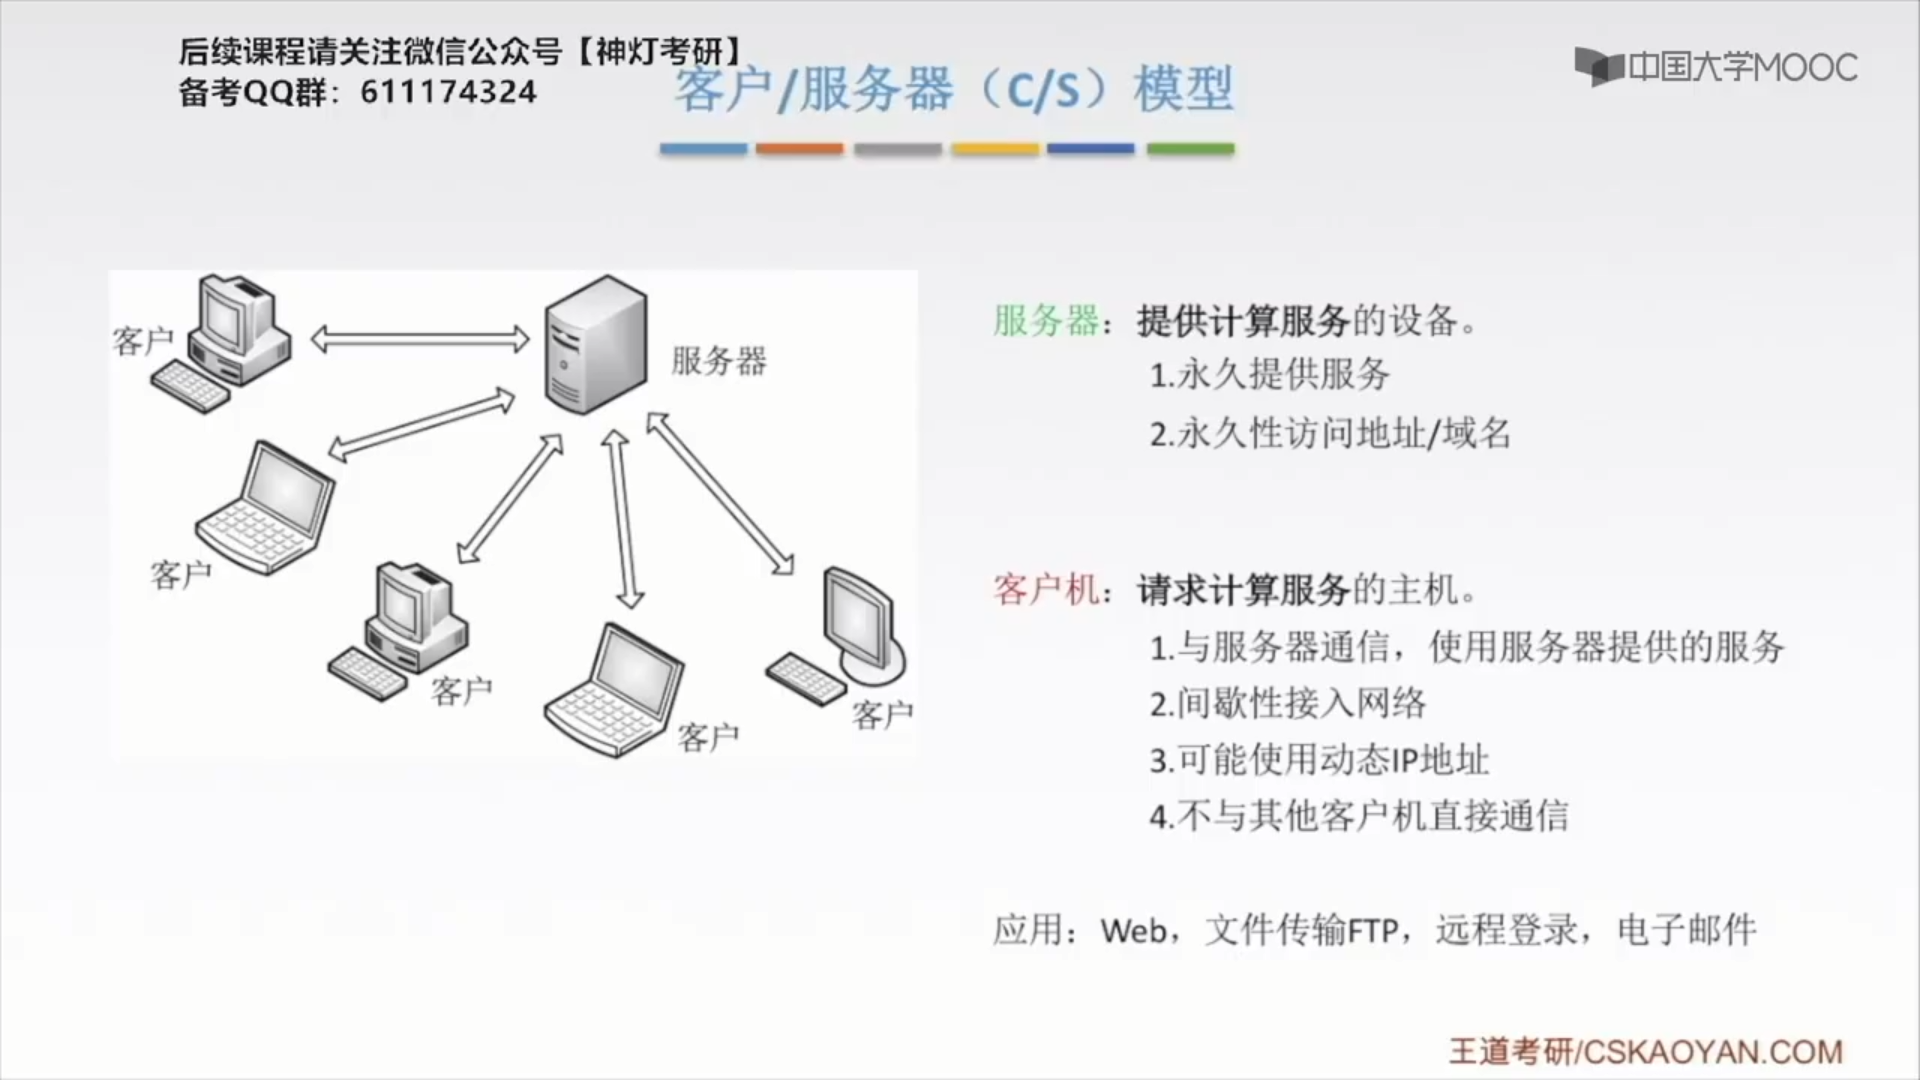 后续课程请关注微信公众号【神灯考研】
备考QQ群：611174324
客户/服务器（C/S）模型
中国大学MOOC
客户
服务器
客户
客户
客户
客户
服务器：提供计算服务的设备。
1.永久提供服务
2.永久性访问地址/域名
客户机：请求计算服务的主机。
1.与服务器通信，使用服务器提供的服务
2.间歇性接入网络
3.可能使用动态IP地址
4.不与其他客户机直接通信
应用：Web，文件传输FTP，远程登录，电子邮件
王道考研/CSKAOYAN.COM